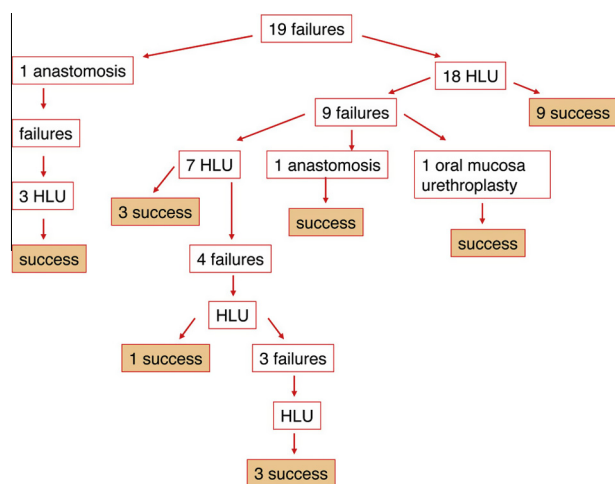 19 failures
1 anastomosis
18 HLU
failures
9 failures
9 success
3 HLU
7 HLU
1 anastomosis
1 oral mucosa
urethroplasty
3 success
success
success
success
4 failures
HLU
1 success
3 failures
HLU
3 success